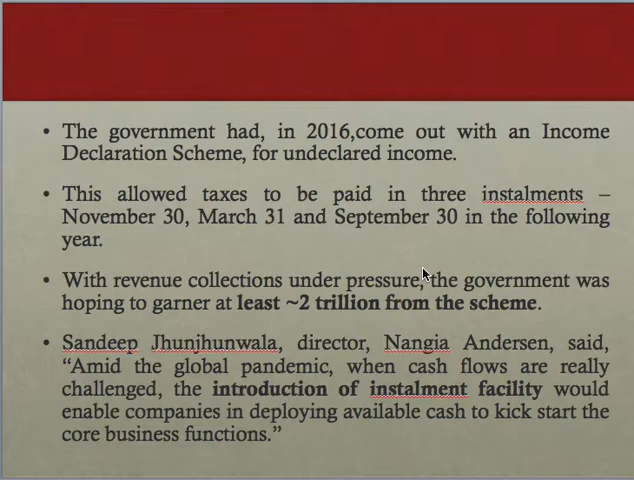 • The government had, in 2016,come out with an Income
Declaration Scheme, for undeclared income.
• This allowed taxes to be paid in three instalments –
November 30, March 31 and September 30 in the following
year.
• With revenue collections under pressure, the government was
hoping to garner at least ~2 trillion from the scheme.
• Sandeep Jhunjhunwala, director, Nangia Andersen, said,
“Amid the global pandemic, when cash flows are really
challenged, the introduction of instalment facility would
enable companies in deploying available cash to kick start the
core business functions.”